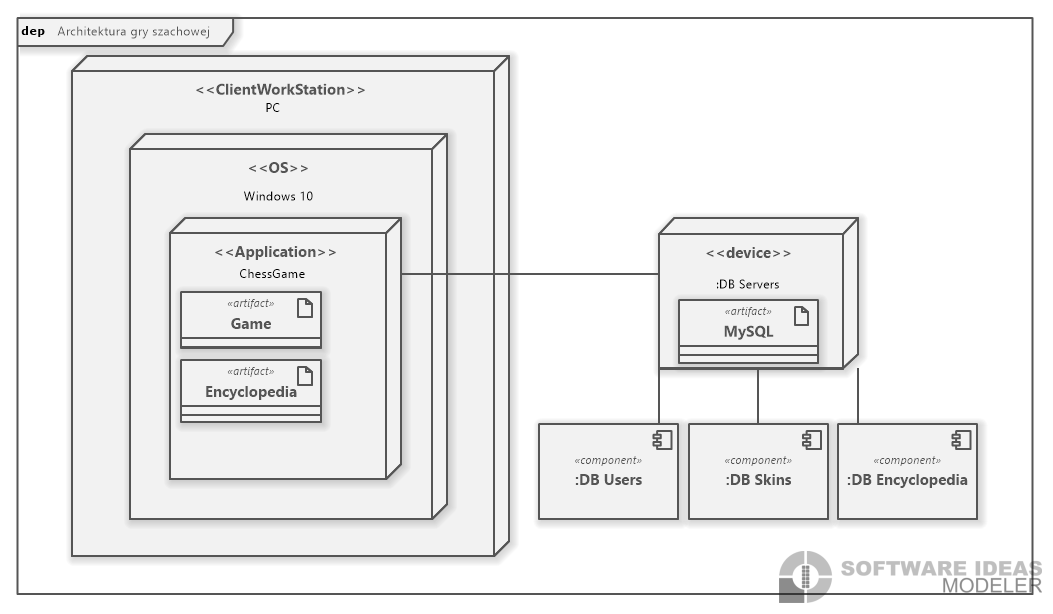 dep Architektura gry szachowej
<<ClientWorkStation>>
PC
<<OS>>
Windows 10
<<Application>>
ChessGame
«artifact»
Game
«artifact»
Encyclopedia
<<device>>
:DB Servers
«artifact»
MySQL
«component»
:DB Users
«component»
:DB Skins
«component»
:DB Encyclopedia
SOFTWARE IDEAS
MODELER